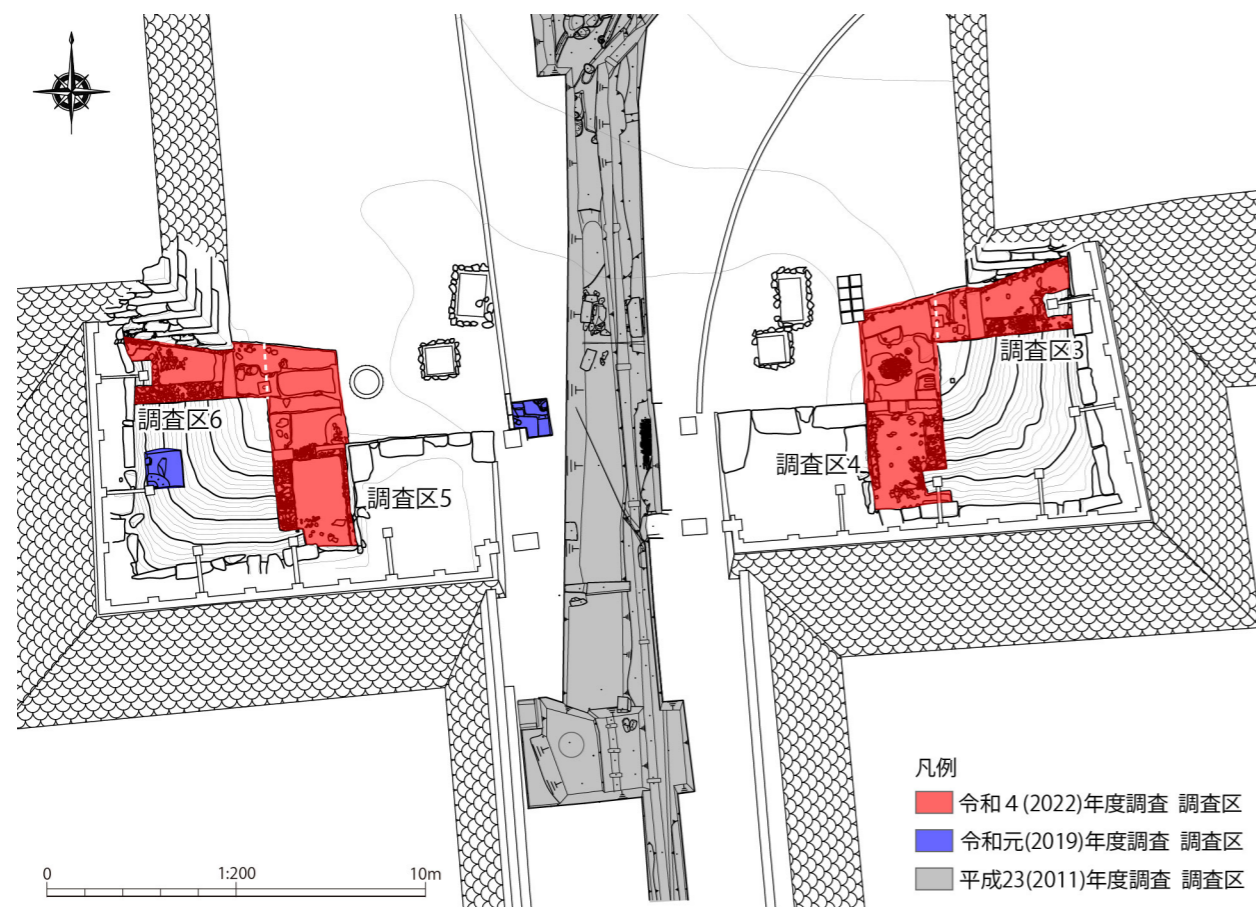 調査区3
調査区6
調査区4
調査区5
凡例
令和4(2022)年度調査 調査区
令和元(2019)年度調査 調査区
平成23(2011)年度調査 調査区
0 1:200 10m